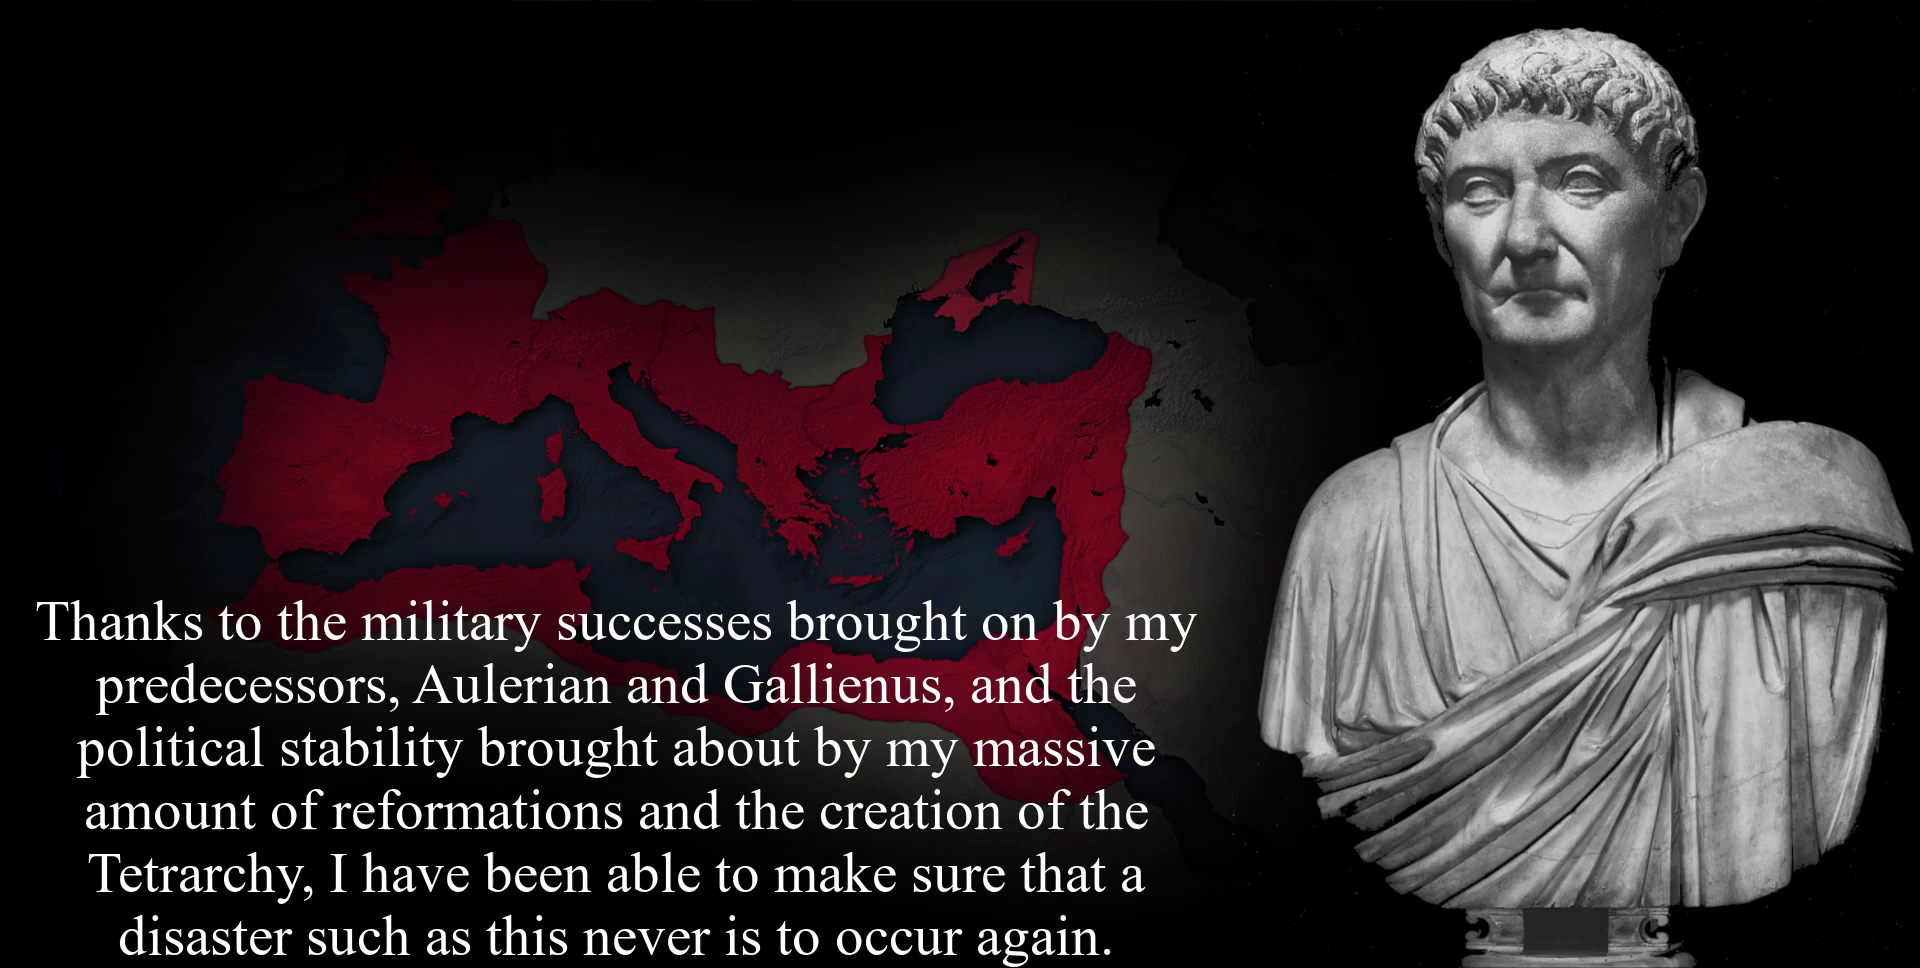 Thanks to the military successes brought on by my
predecessors, Aulerian and Gallienus, and the
political stability brought about by my massive
amount of reformations and the creation of the
Tetrarchy, I have been able to make sure that a
disaster such as this never is to occur again.